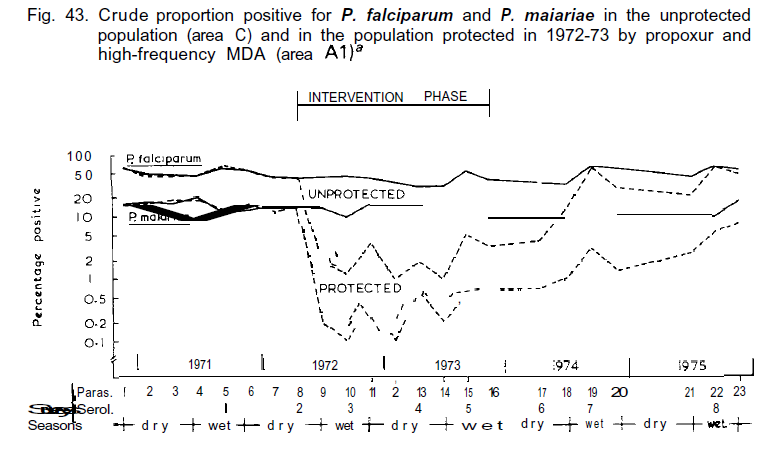 Fig. 43. Crude proportion positive for P. falciparum and P. maiariae in the unprotected
population (area C) and in the population protected in 1972-73 by propoxur and
high-frequency MDA (area A1)a
INTERVENTION PHASE
Percentage positive
100
50
20
10
5
2
1
0.5
0.2
0.1
P. falciparum
UNPROTECTED
P. mala
PROTECTED
1971 1972 1973 1974 1975
Paras. 1 2 3 4 5 6 7 8 9 10 11 2 13 14 15 16 17 18 19 20 21 22 23
Serol. 1 2 3 4 5 6 7 8
Seasons dry wet dry wet dry wet dry wet dry wet